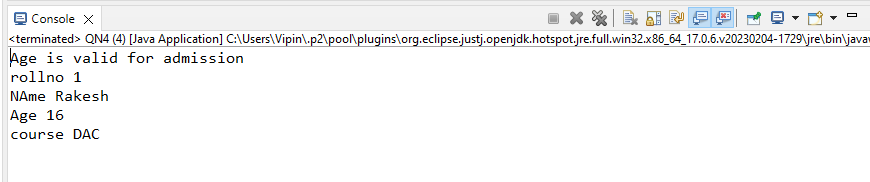 Console
<terminated> QN4 (4) [Java Application] C:\Users\Vipin\.p2\pool\plugins\org.eclipse.justj.openjdk.hotspot.jre.full.win32.x86_64_17.0.6.v20230204-1729\jre\bin\javaw
Age is valid for admission
rollno 1
NAme Rakesh
Age 16
course DAC